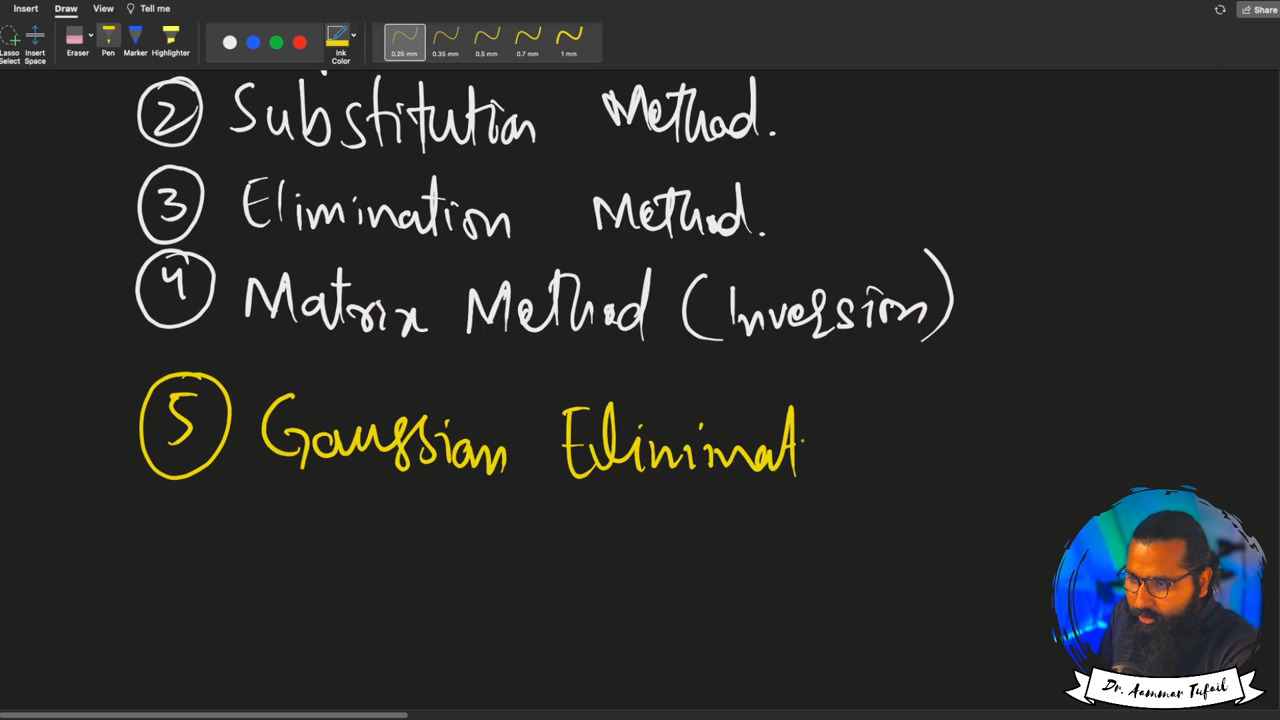 Insert Draw View Tell me Share
Lasso Select Insert Space Eraser Pen Marker Highlighter Ink Color 0.25 mm 0.35 mm 0.5 mm 0.7 mm 1 mm
2 Substitution Method.
3 Elimination Method.
4 Matrix Method (Inversion)
5 Gaussian Eliminat
Dr. Aammar Tufail